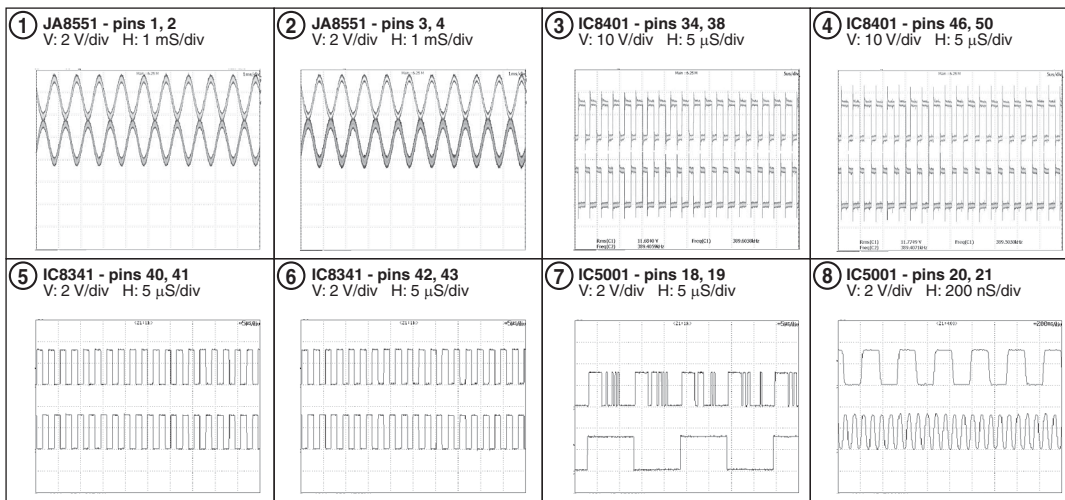 1 JA8551 - pins 1, 2
V: 2 V/div H: 1 mS/div
2 JA8551 - pins 3, 4
V: 2 V/div H: 1 mS/div
3 IC8401 - pins 34, 38
V: 10 V/div H: 5 µS/div
4 IC8401 - pins 46, 50
V: 10 V/div H: 5 µS/div
5 IC8341 - pins 40, 41
V: 2 V/div H: 5 µS/div
6 IC8341 - pins 42, 43
V: 2 V/div H: 5 µS/div
7 IC5001 - pins 18, 19
V: 2 V/div H: 5 µS/div
8 IC5001 - pins 20, 21
V: 2 V/div H: 200 nS/div